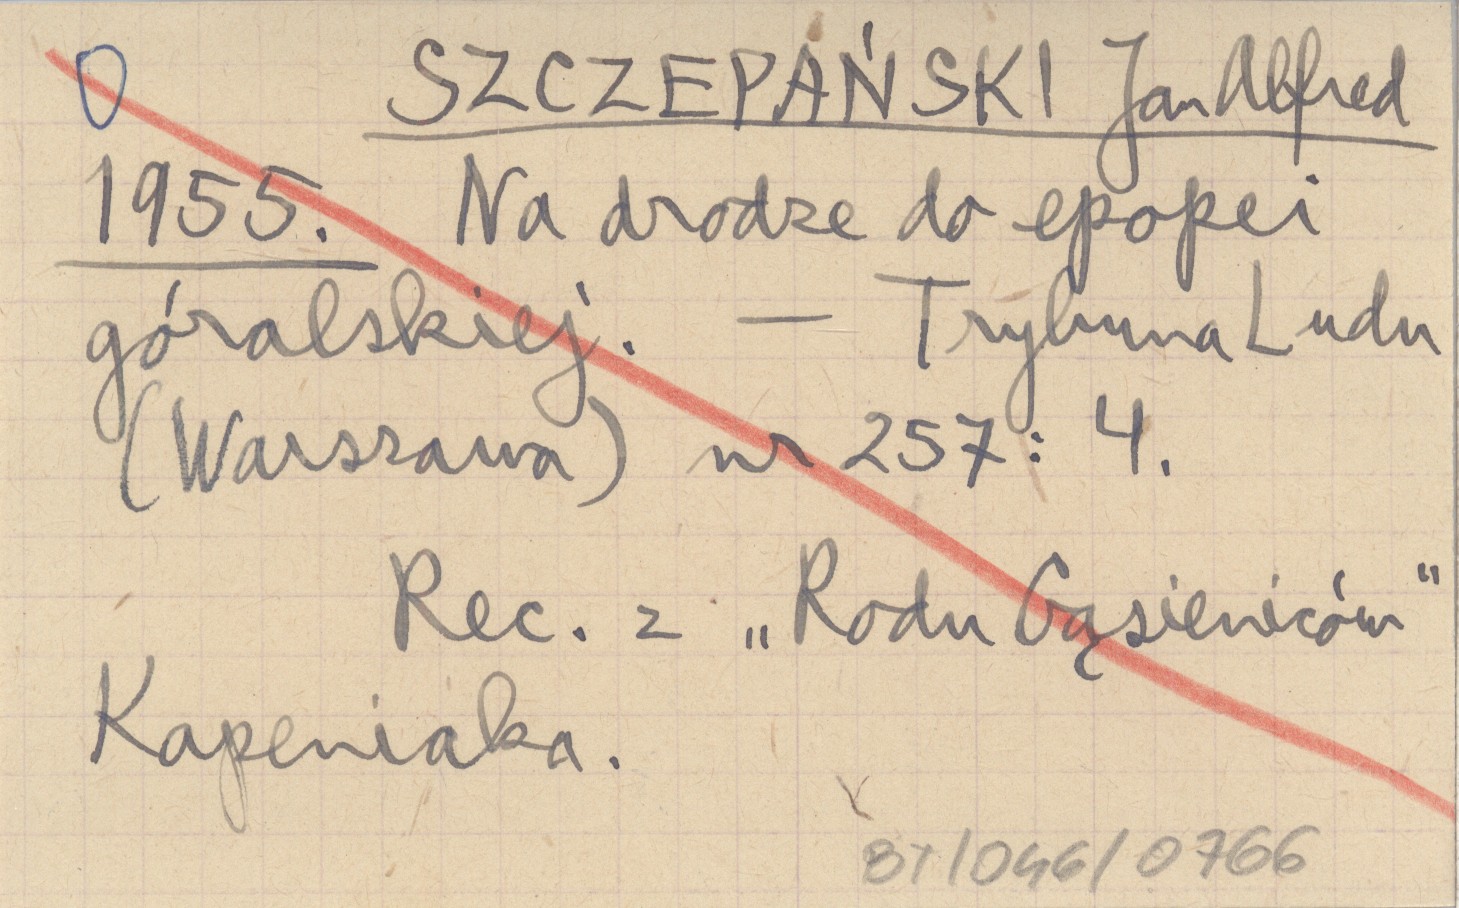 0 SZCZEPAŃSKI Jan Alfred
1955. Na drodze do epopei
góralskiej. — Trybuna Ludu
(Warszawa) nr 257: 4.
Rec. z „Rodu Gąsieniców"
Kapeniaka.
BT/046/0766